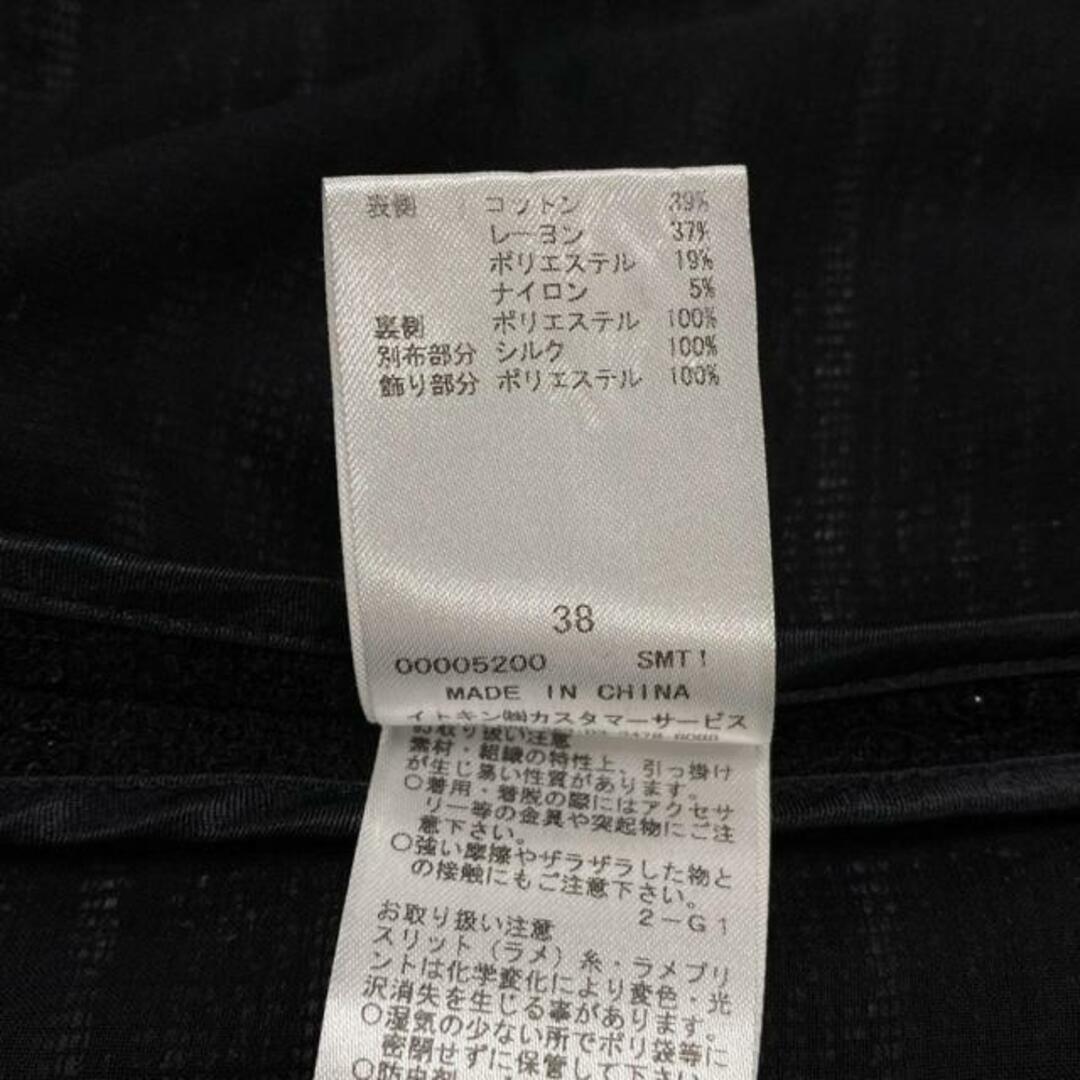 表側 コットン 39%
レーヨン 37%
ポリエステル 19%
ナイロン 5%
裏側 ポリエステル 100%
別布部分 シルク 100%
飾り部分 ポリエステル 100%
38
00005200 SMT!
MADE IN CHINA
イトキン㈱カスタマーサービス
お取り扱い注意
素材・組織の特性上、引っ掛け
が生じ易い性質があります。
○着用・着脱の際にはアクセサ
リー等の金具や突起物にご注
意下さい。
○強い摩擦やザラザラした物と
の接触にもご注意下さい。
2-G1
お取り扱い注意
スリット(ラメ)糸・ラメプリ
ントは化学変化により変色・光
沢消失を生じる事があります。
○湿気の少ない所でポリ袋等に
密閉せずに保管して下さい。
○防虫剤